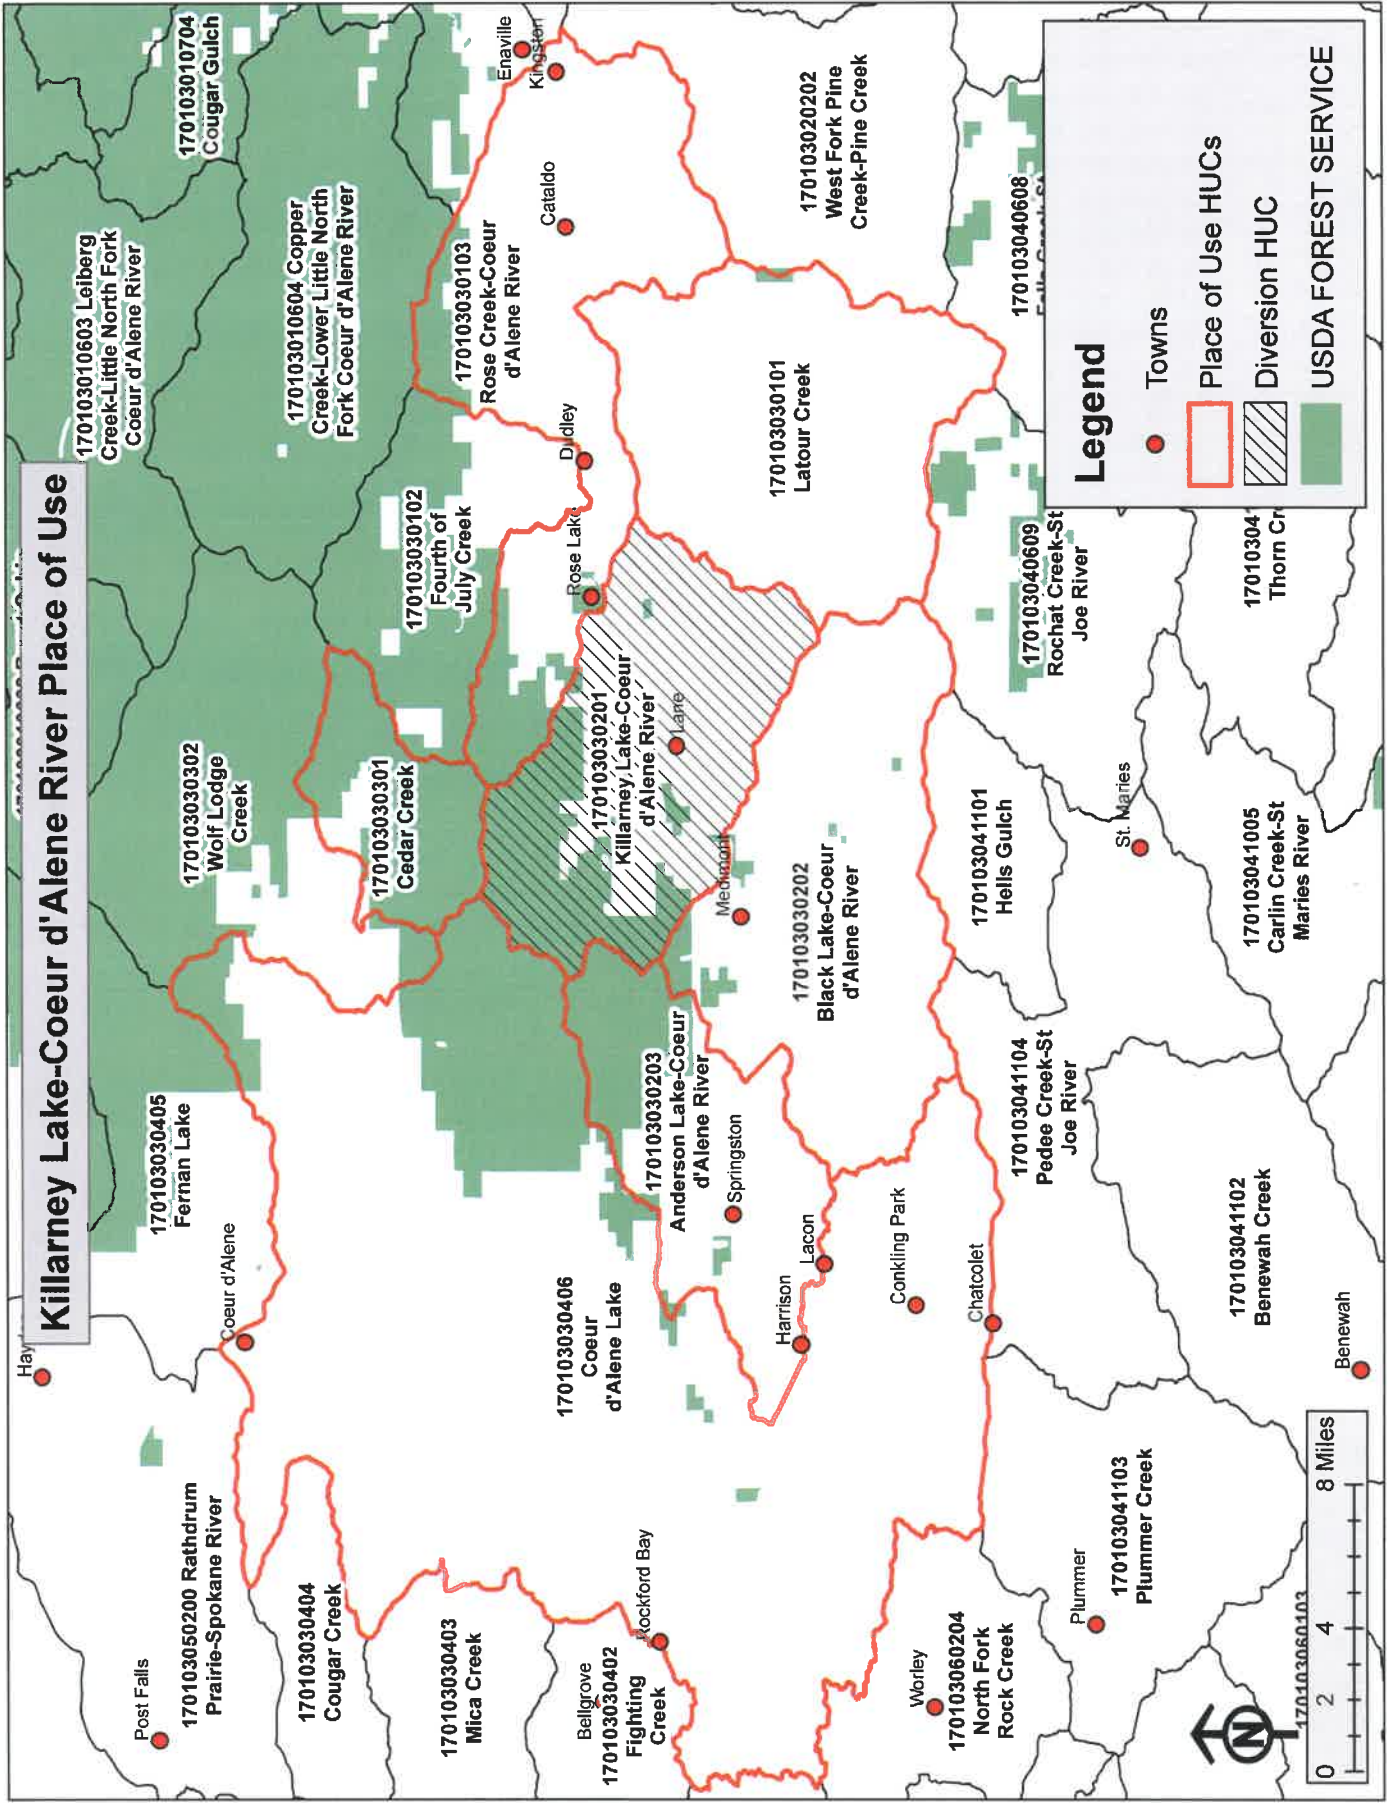 Killarney Lake-Coeur d'Alene River Place of Use
170103010603 Leiberg
Creek-Little North Fork
Coeur d'Alene River
170103010704
Cougar Gulch
170103010604 Copper
Creek-Lower Little North
Fork Coeur d'Alene River
Post Falls
170103050200 Rathdrum
Prairie-Spokane River
Coeur d'Alene
170103030405
Fernan Lake
170103030302
Wolf Lodge
Creek
170103030301
Cedar Creek
170103030102
Fourth of
July Creek
170103030103
Rose Creek-Coeur
d'Alene River
Enaville
Kingston
Cataldo
Dudley
Rose Lake
170103030404
Cougar Creek
170103030403
Mica Creek
Bellgrove
170103030402
Fighting
Creek
Rockford Bay
170103030406
Coeur
d'Alene Lake
170103030203
Anderson Lake-Coeur
d'Alene River
Springston
170103030201
Killarney Lake-Coeur
d'Alene River
Lane
Medimont
170103030101
Latour Creek
170103020202
West Fork Pine
Creek-Pine Creek
Harrison
Lacon
170103030202
Black Lake-Coeur
d'Alene River
Conkling Park
Chatcolet
Worley
170103060204
North Fork
Rock Creek
Plummer
170103041103
Plummer Creek
170103041104
Pedee Creek-St
Joe River
170103041101
Hells Gulch
170103040609
Rochat Creek-St
Joe River
170103040608
St. Maries
170103041102
Benewah Creek
170103041005
Carlin Creek-St
Maries River
17010304
Thorn Cr
Benewah
170103060103
N
0 2 4 8 Miles
Legend
Towns
Place of Use HUCs
Diversion HUC
USDA FOREST SERVICE